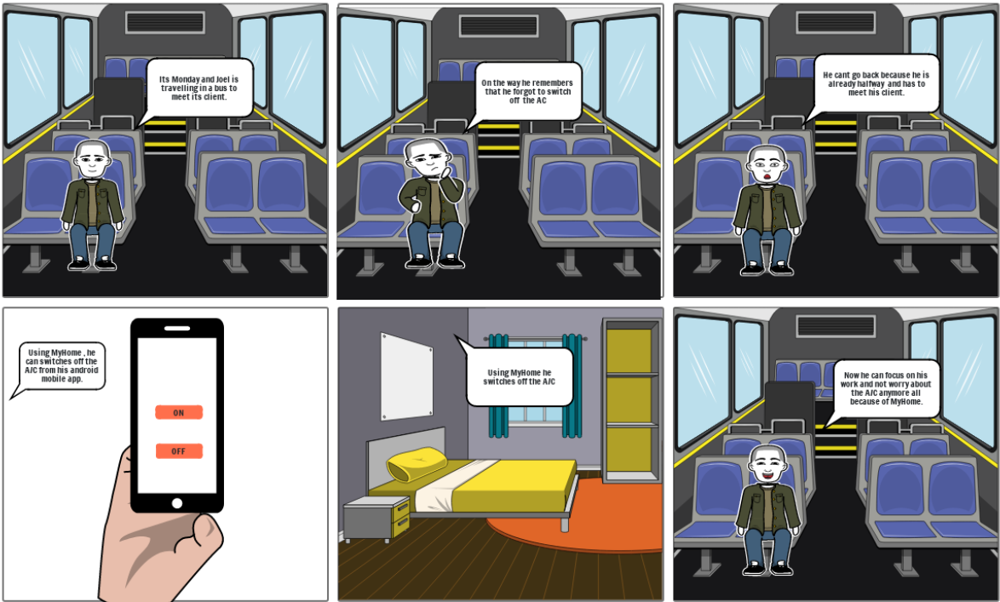 Its Monday and Joel is
travelling in a bus to
meet its client.
On the way he remembers
that he forgot to switch
off the AC
He cant go back because he is
already halfway and has to
meet his client.
Using MyHome , he
can switches off the
A/C from his android
mobile app.
ON
OFF
Using MyHome he
switches off the A/C
Now he can focus on his
work and not worry about
the A/C anymore all
because of MyHome.